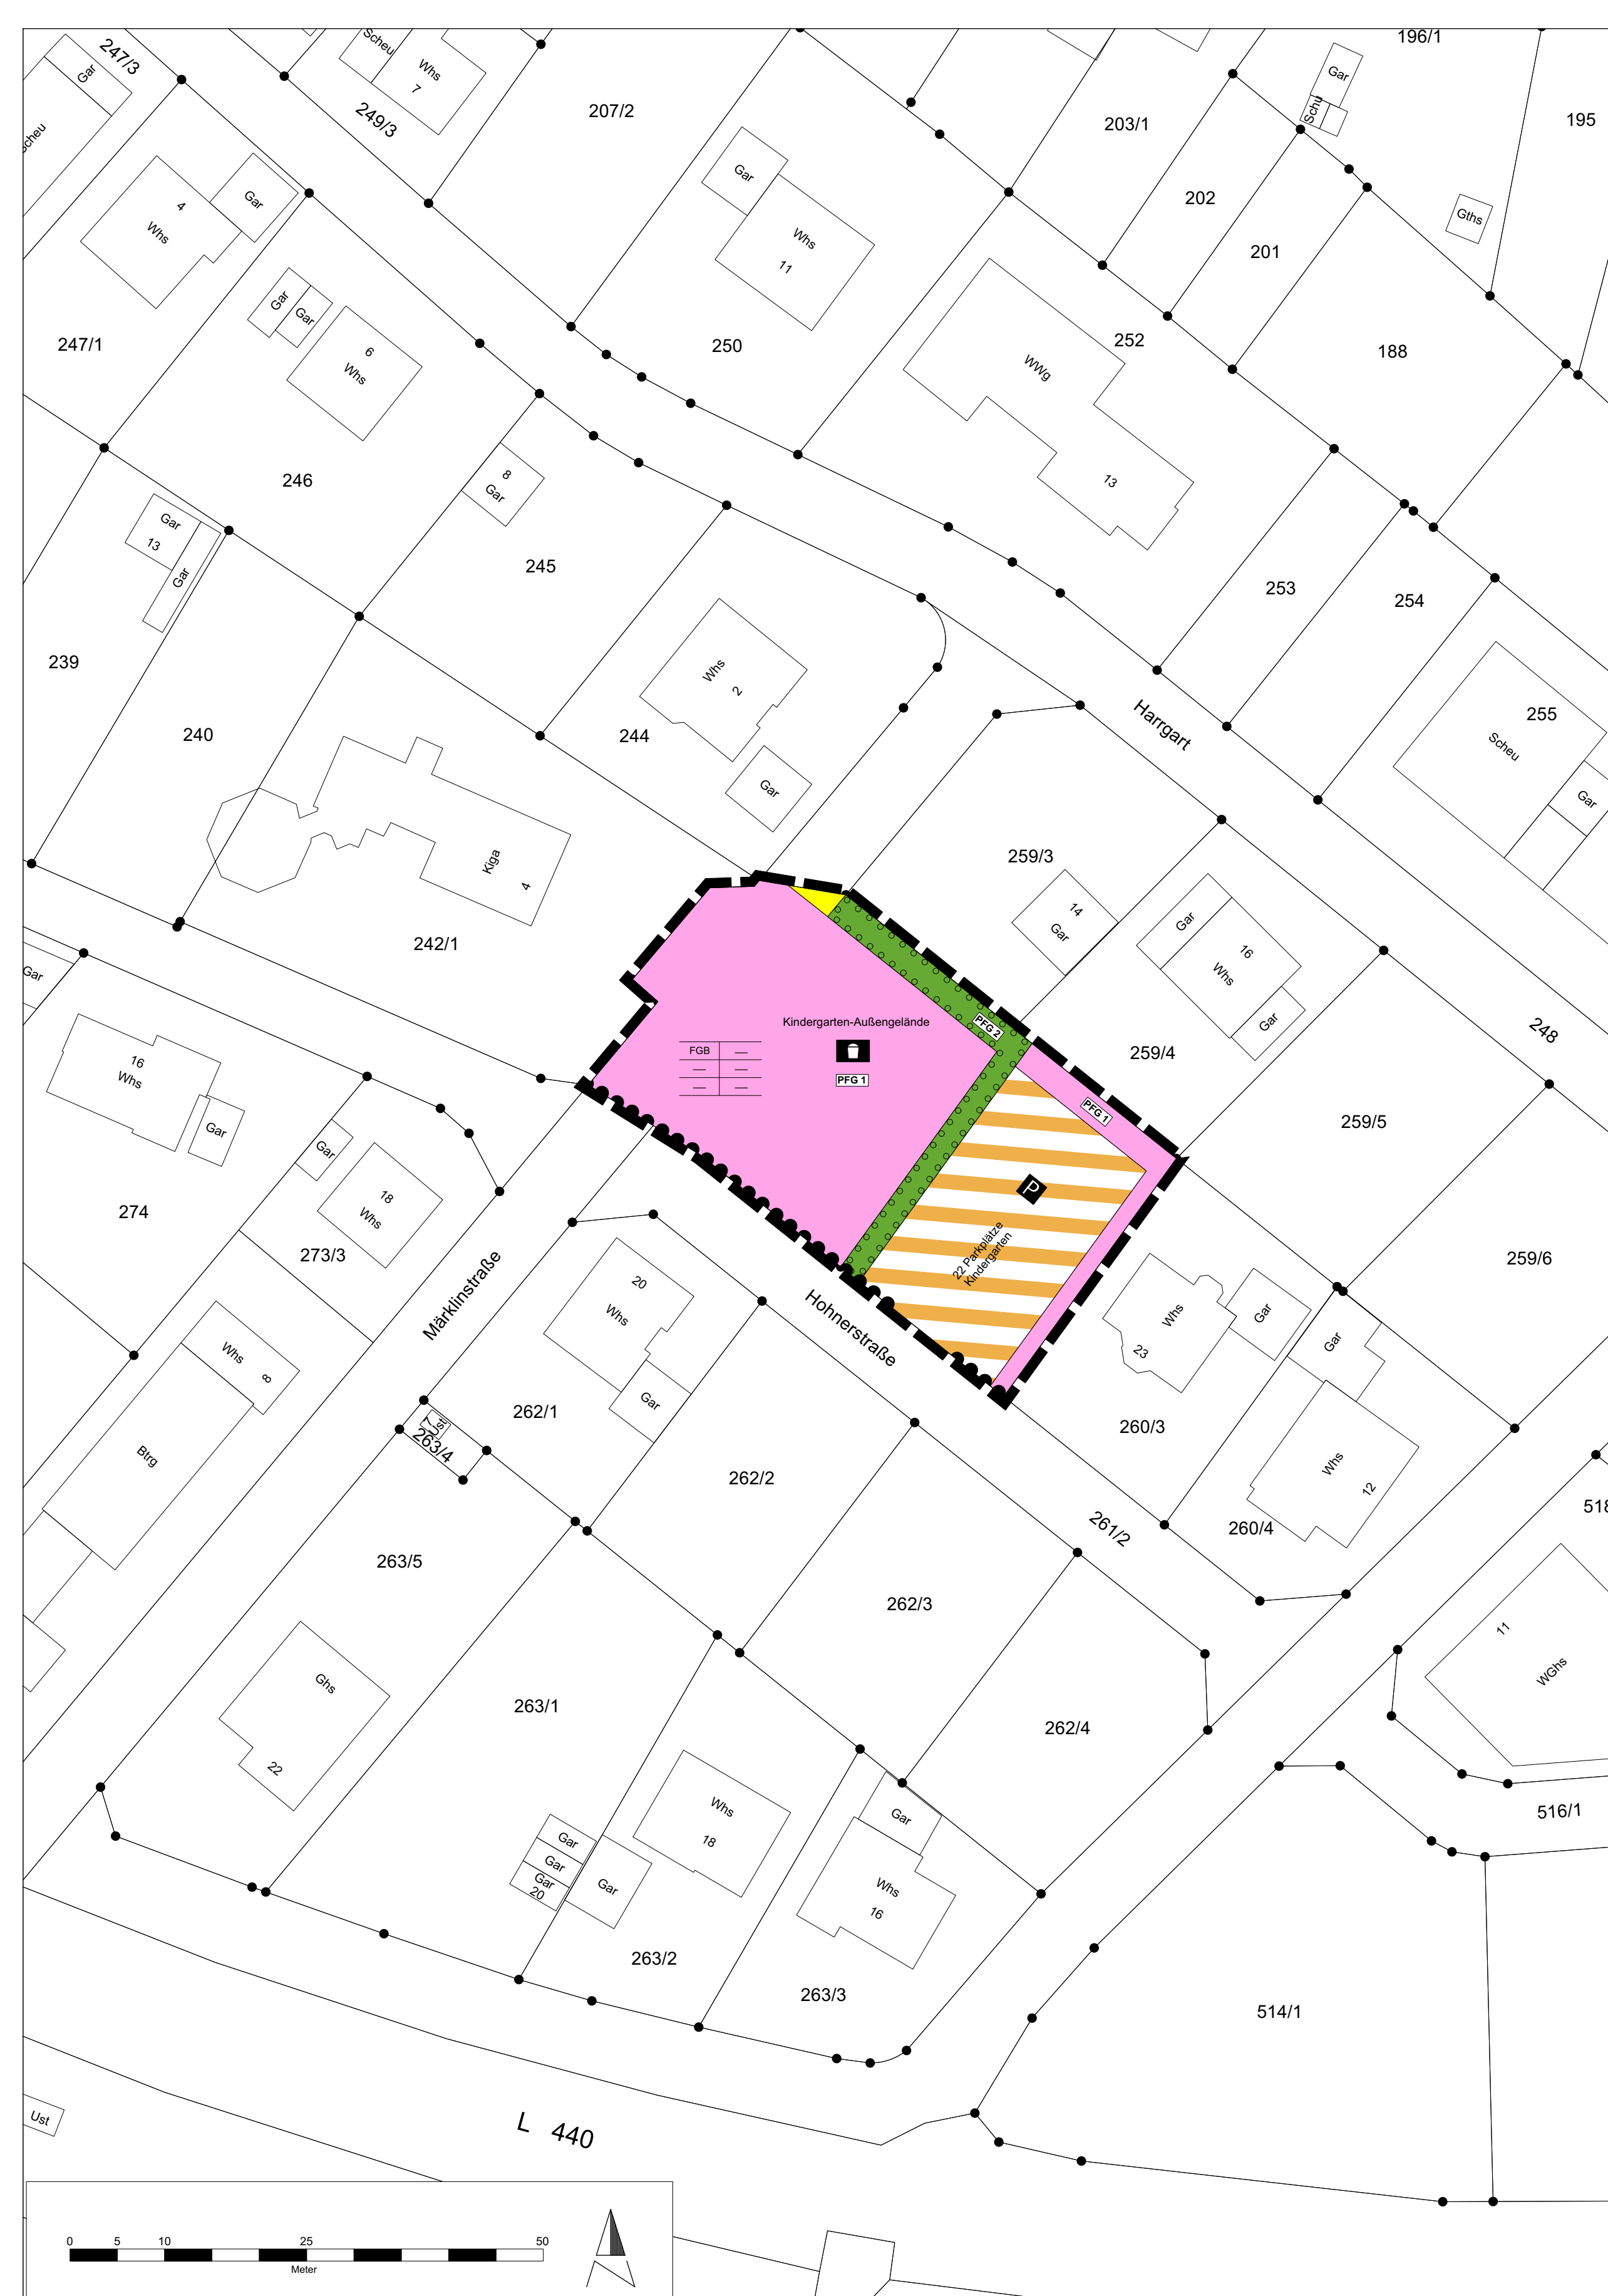 196/1
247/3
Gar
Scheu
Whs
7
249/3
207/2
203/1
Gar
Schu
195
Scheu
4
Whs
Gar
Gar
Whs
11
202
201
Gths
247/1
Gar
Gar
6
Whs
250
252
188
WWg
13
246
8
Gar
Gar
13
Gar
245
253
254
239
240
Whs
2
244
Gar
Harrgart
255
Scheu
Gar
Kiga
4
242/1
259/3
14
Gar
Gar
16
Whs
Gar
248
Gar
Kindergarten-Außengelände
FGB —
— —
— —
PFG 1
PFG 2
PFG 1
259/4
259/5
16
Whs
Gar
Gar
18
Whs
274
273/3
P
22 Parkplätze
Kindergarten
259/6
Märklinstraße
Hohnerstraße
20
Whs
Gar
Whs
23
Gar
Gar
Whs
8
Btrg
262/1
Ust
263/4
260/3
Whs
12
260/4
262/2
261/2
518
263/5
262/3
11
WGhs
Ghs
22
263/1
262/4
516/1
Whs
18
Gar
Gar
Gar
Gar
20
Gar
Whs
16
263/2
263/3
514/1
Ust
L 440
0 5 10 25 50
Meter